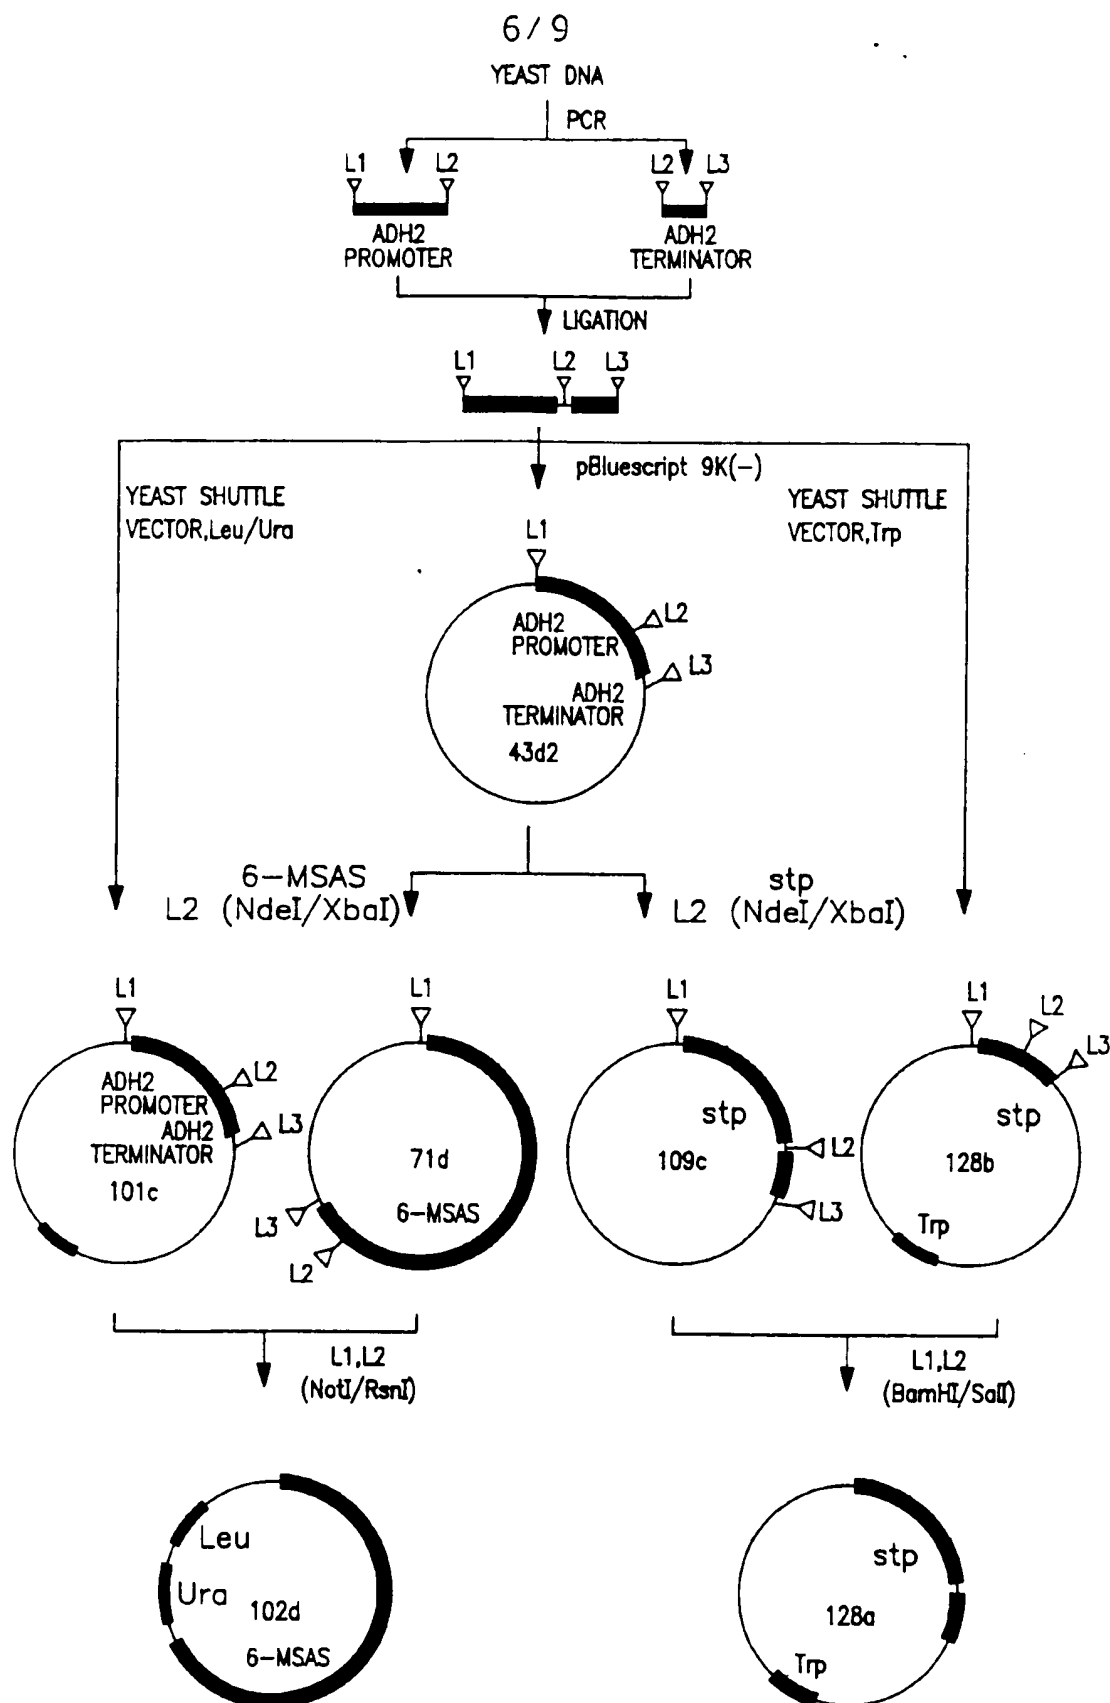 6/9
YEAST DNA
PCR
L1 L2 L2 L3
ADH2
PROMOTER
ADH2
TERMINATOR
LIGATION
L1 L2 L3
pBluescript 9K(-)
YEAST SHUTTLE
VECTOR,Leu/Ura
YEAST SHUTTLE
VECTOR,Trp
L1
ADH2
PROMOTER
L2
L3
ADH2
TERMINATOR
43d2
6-MSAS
L2 (NdeI/XbaI)
stp
L2 (NdeI/XbaI)
L1
ADH2
PROMOTER
L2
ADH2
TERMINATOR
L3
101c
L1
71d
6-MSAS
L3
L2
L1
stp
109c
L2
L3
L1
L2
L3
stp
128b
Trp
L1,L2
(NotI/RsnI)
L1,L2
(BamHI/SalI)
Leu
Ura
102d
6-MSAS
stp
128a
Trp